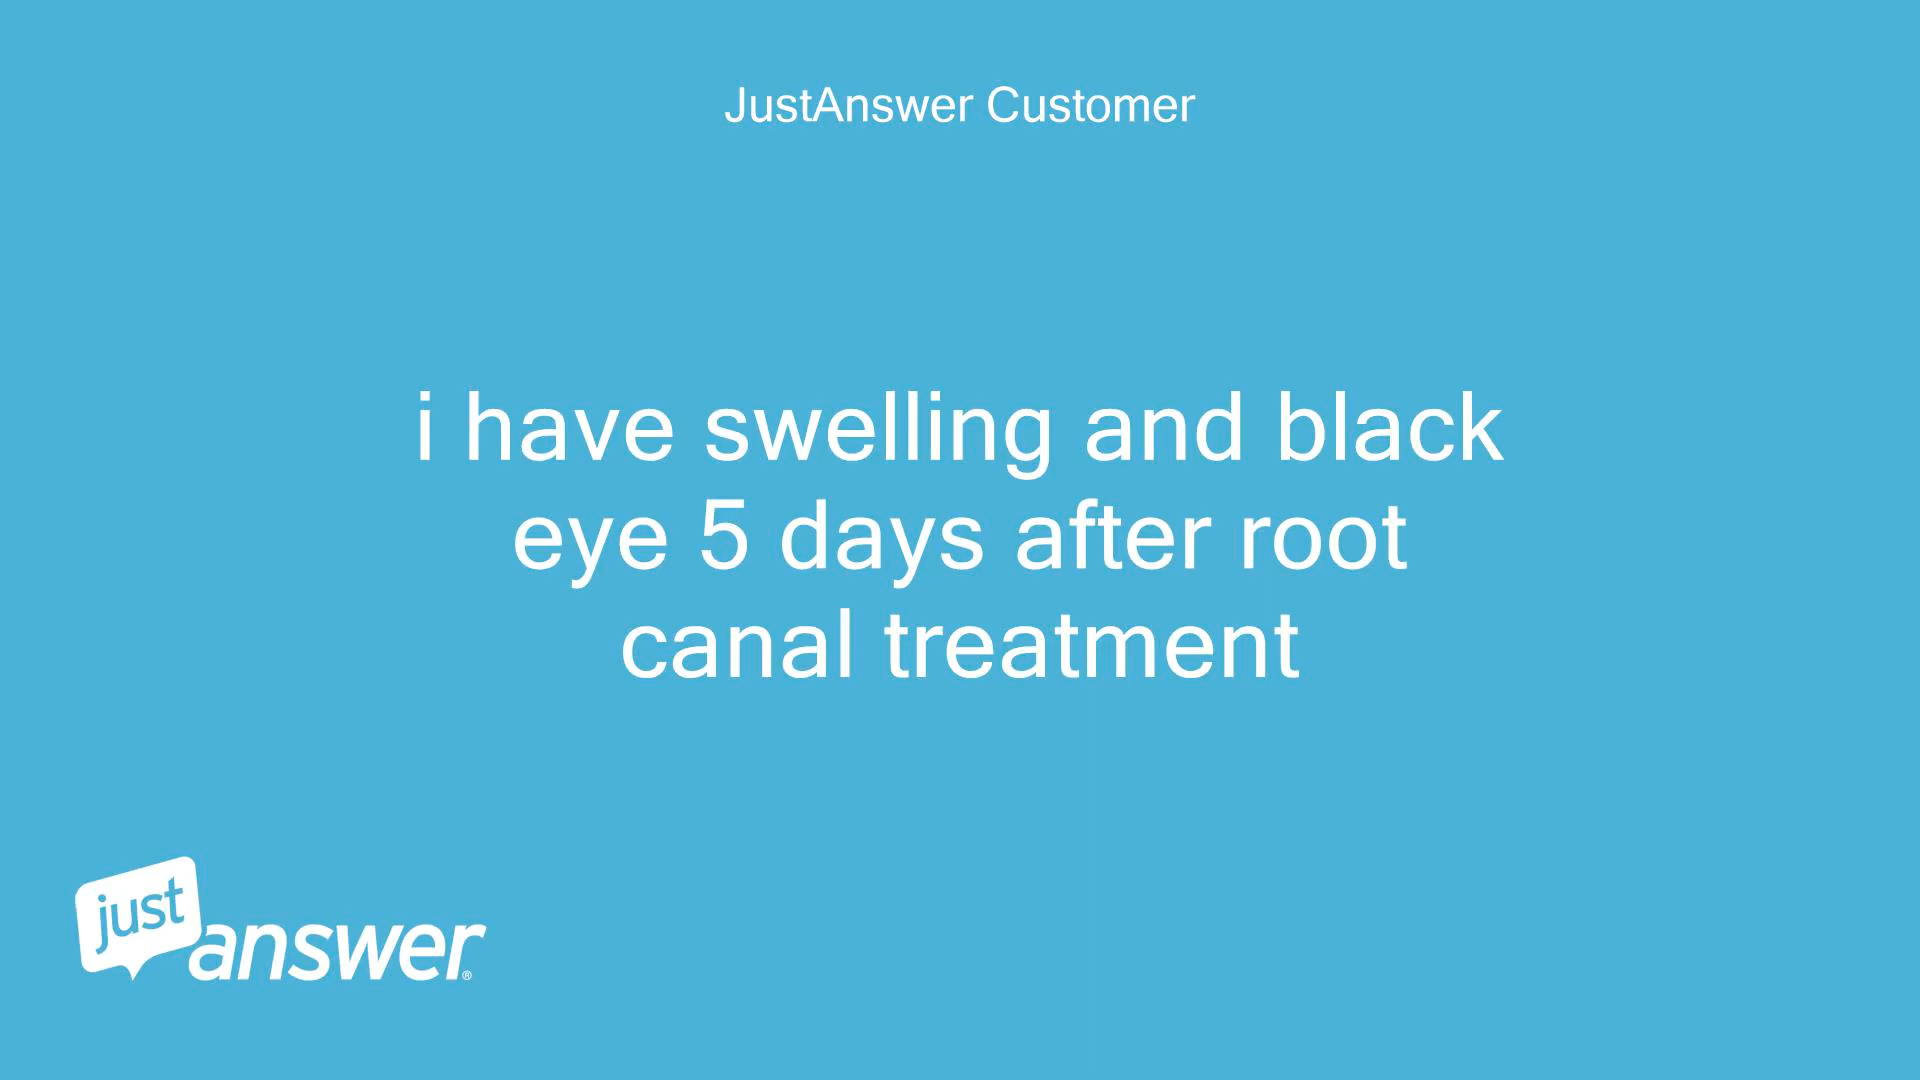 JustAnswer Customer
i have swelling and black
eye 5 days after root
canal treatment
just
answer®